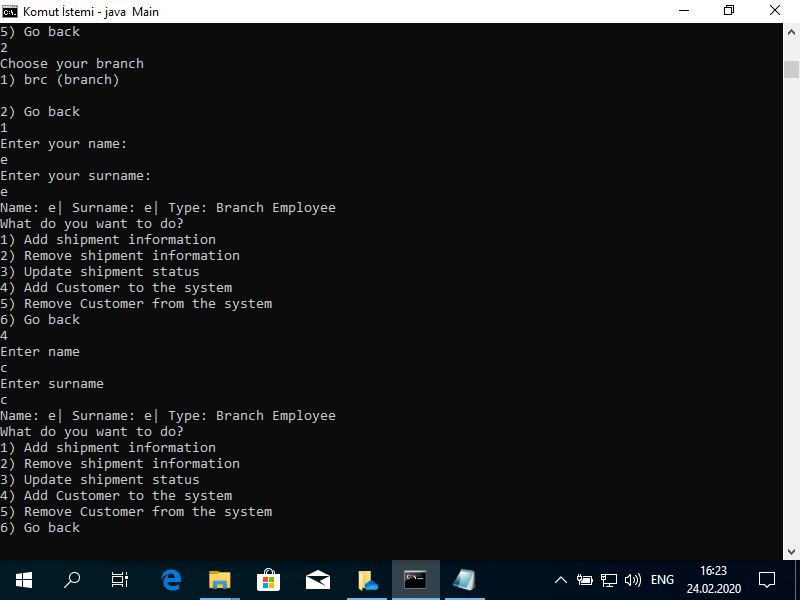 Komut İstemi - java  Main
5) Go back
2
Choose your branch
1) brc (branch)
2) Go back
1
Enter your name:
e
Enter your surname:
e
Name: e| Surname: e| Type: Branch Employee
What do you want to do?
1) Add shipment information
2) Remove shipment information
3) Update shipment status
4) Add Customer to the system
5) Remove Customer from the system
6) Go back
4
Enter name
c
Enter surname
c
Name: e| Surname: e| Type: Branch Employee
What do you want to do?
1) Add shipment information
2) Remove shipment information
3) Update shipment status
4) Add Customer to the system
5) Remove Customer from the system
6) Go back
ENG
16:23
24.02.2020